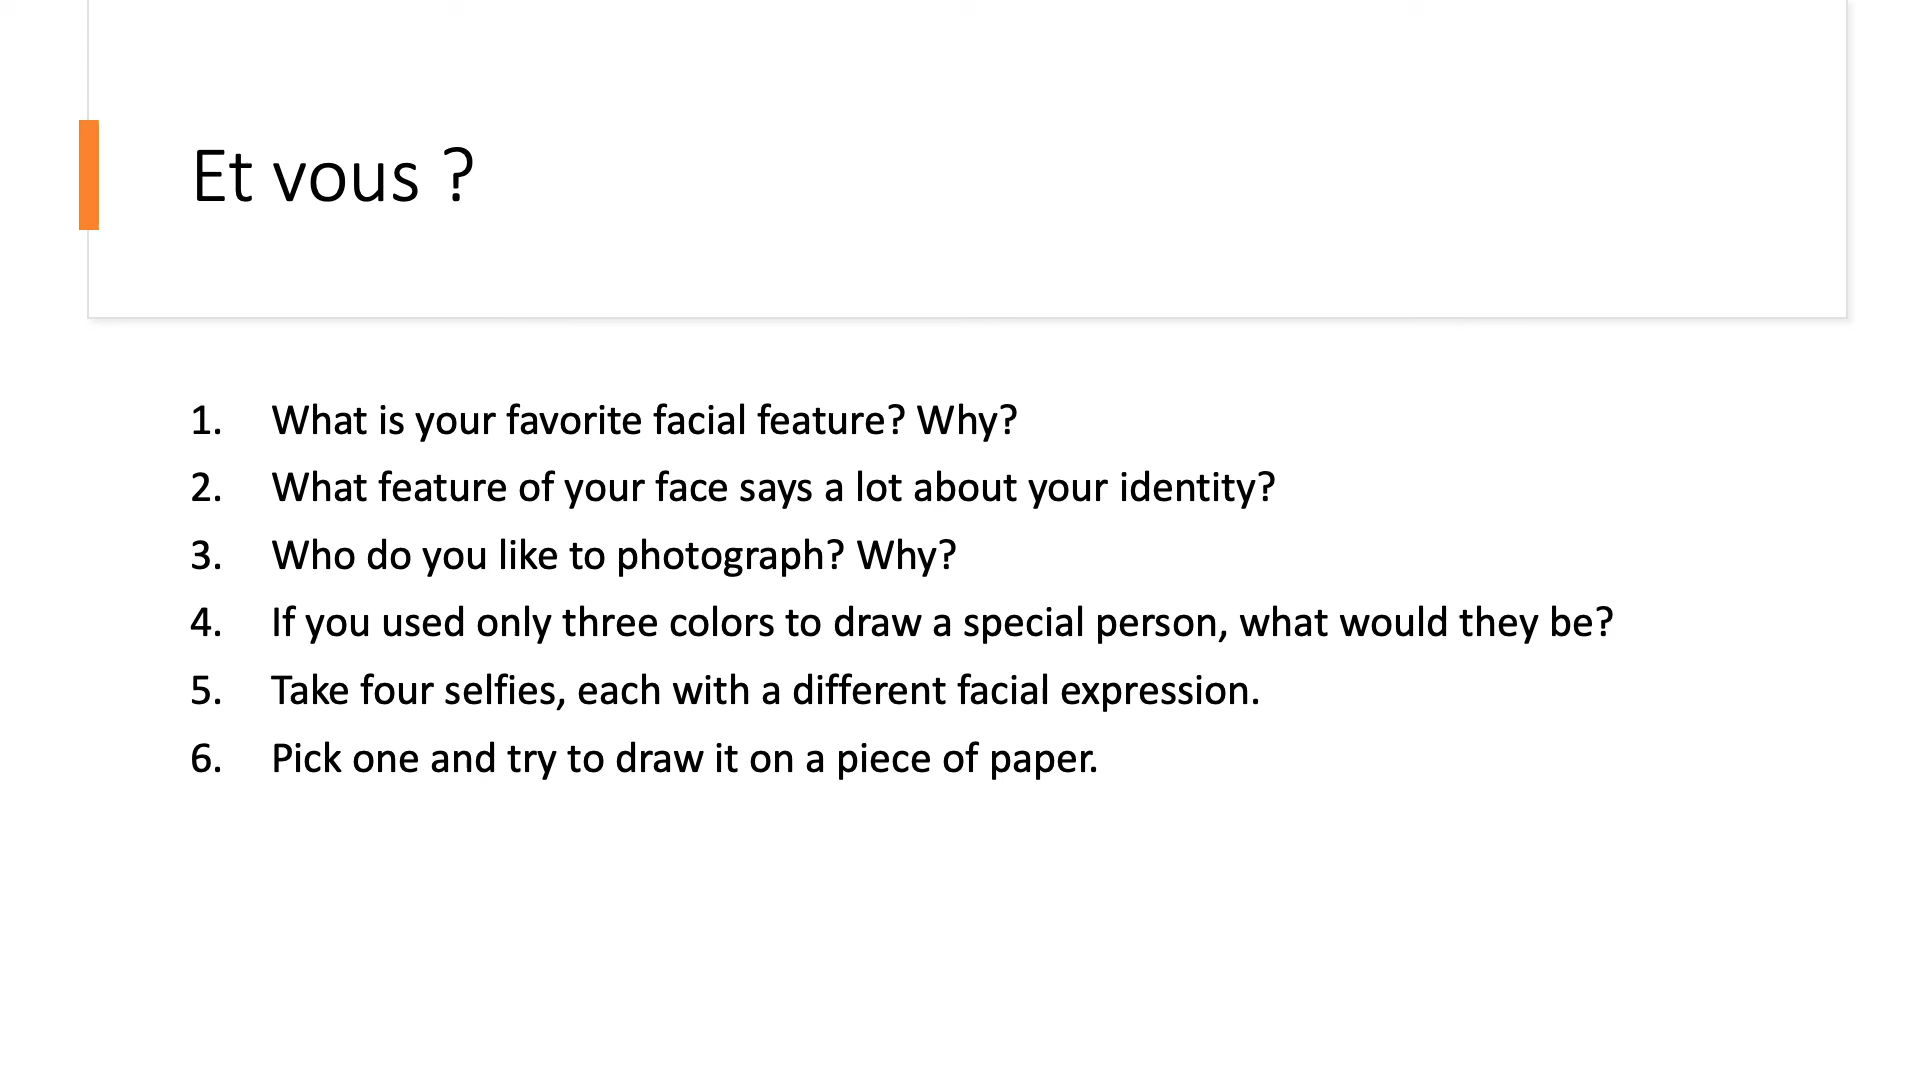 Et vous ?
1. What is your favorite facial feature? Why?
2. What feature of your face says a lot about your identity?
3. Who do you like to photograph? Why?
4. If you used only three colors to draw a special person, what would they be?
5. Take four selfies, each with a different facial expression.
6. Pick one and try to draw it on a piece of paper.